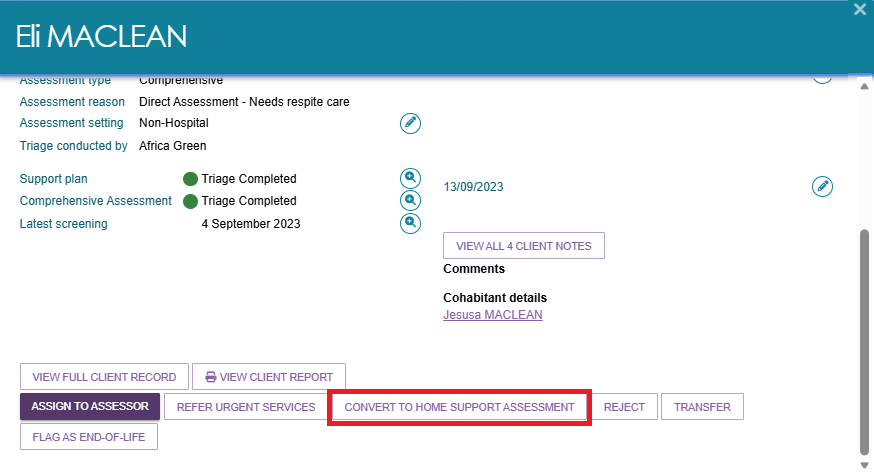 Eli MACLEAN
Assessment type Comprehensive
Assessment reason Direct Assessment - Needs respite care
Assessment setting Non-Hospital
Triage conducted by Africa Green
Support plan Triage Completed
Comprehensive Assessment Triage Completed
Latest screening 4 September 2023
13/09/2023
VIEW ALL 4 CLIENT NOTES
Comments
Cohabitant details
Jesusa MACLEAN
VIEW FULL CLIENT RECORD VIEW CLIENT REPORT
ASSIGN TO ASSESSOR REFER URGENT SERVICES CONVERT TO HOME SUPPORT ASSESSMENT REJECT TRANSFER
FLAG AS END-OF-LIFE